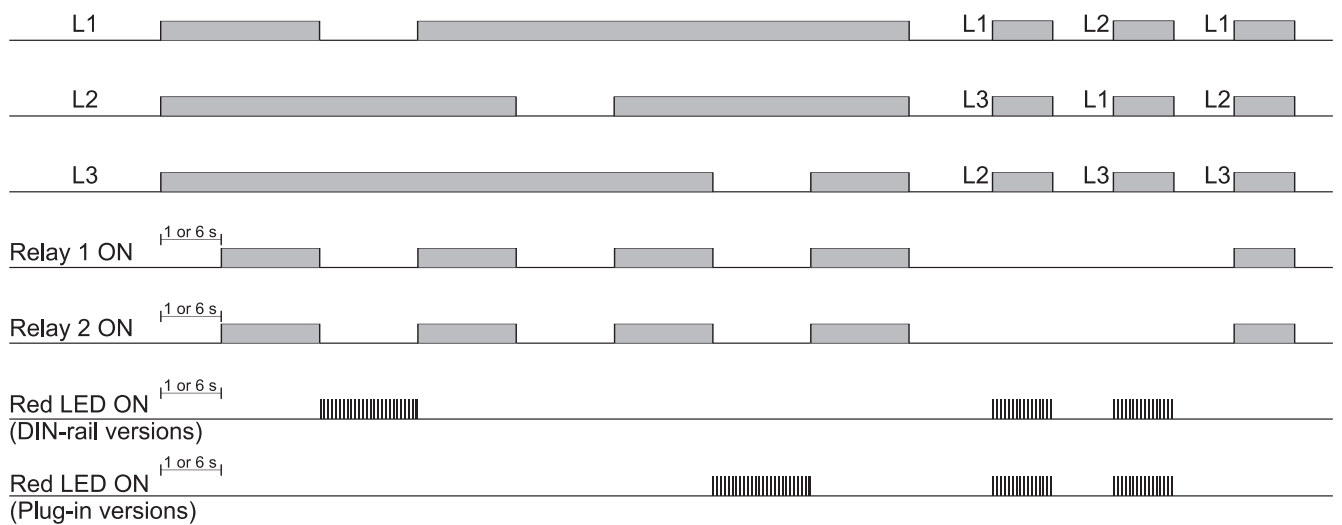 L1 L1 L2 L1
L2 L3 L1 L2
L3 L2 L3 L3
1 or 6 s
Relay 1 ON
1 or 6 s
Relay 2 ON
1 or 6 s
Red LED ON
(DIN-rail versions)
1 or 6 s
Red LED ON
(Plug-in versions)